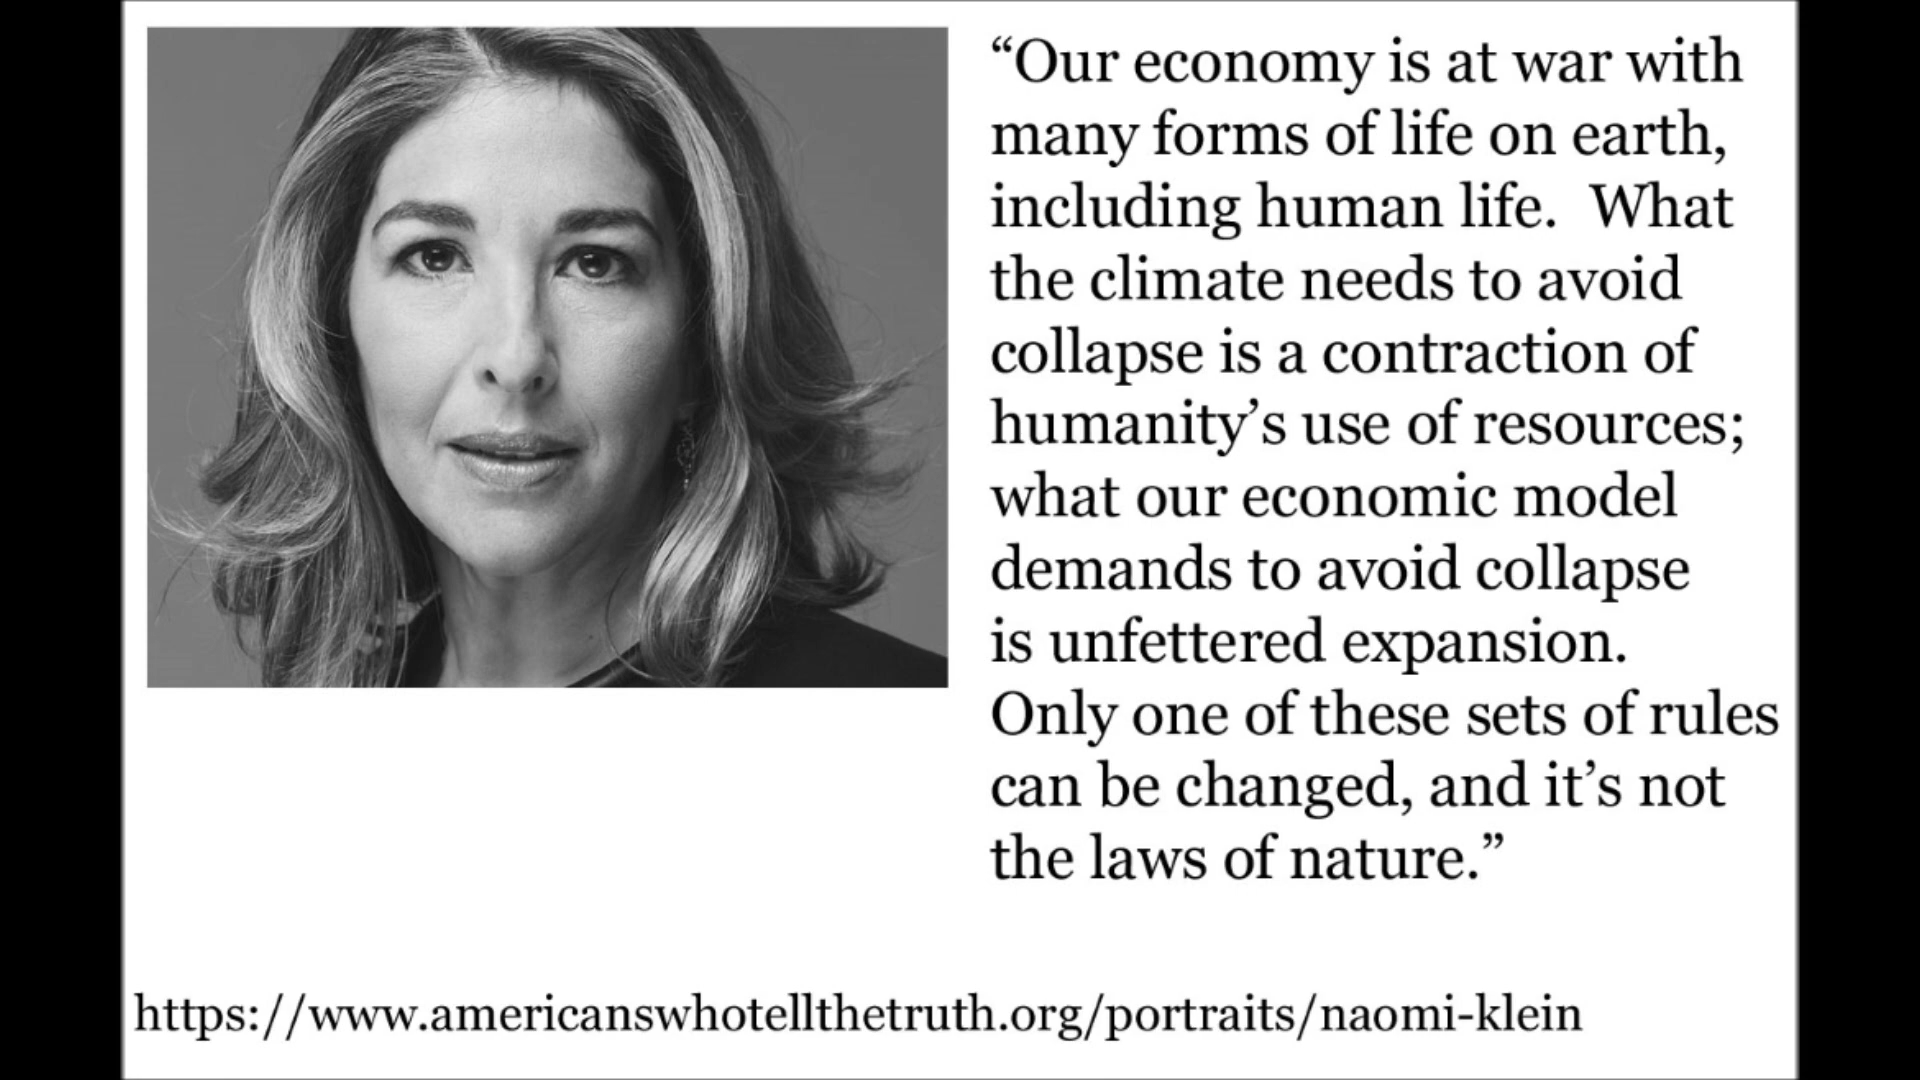 “Our economy is at war with
many forms of life on earth,
including human life.  What
the climate needs to avoid
collapse is a contraction of
humanity’s use of resources;
what our economic model
demands to avoid collapse
is unfettered expansion.
Only one of these sets of rules
can be changed, and it’s not
the laws of nature.”
https://www.americanswhotellthetruth.org/portraits/naomi-klein